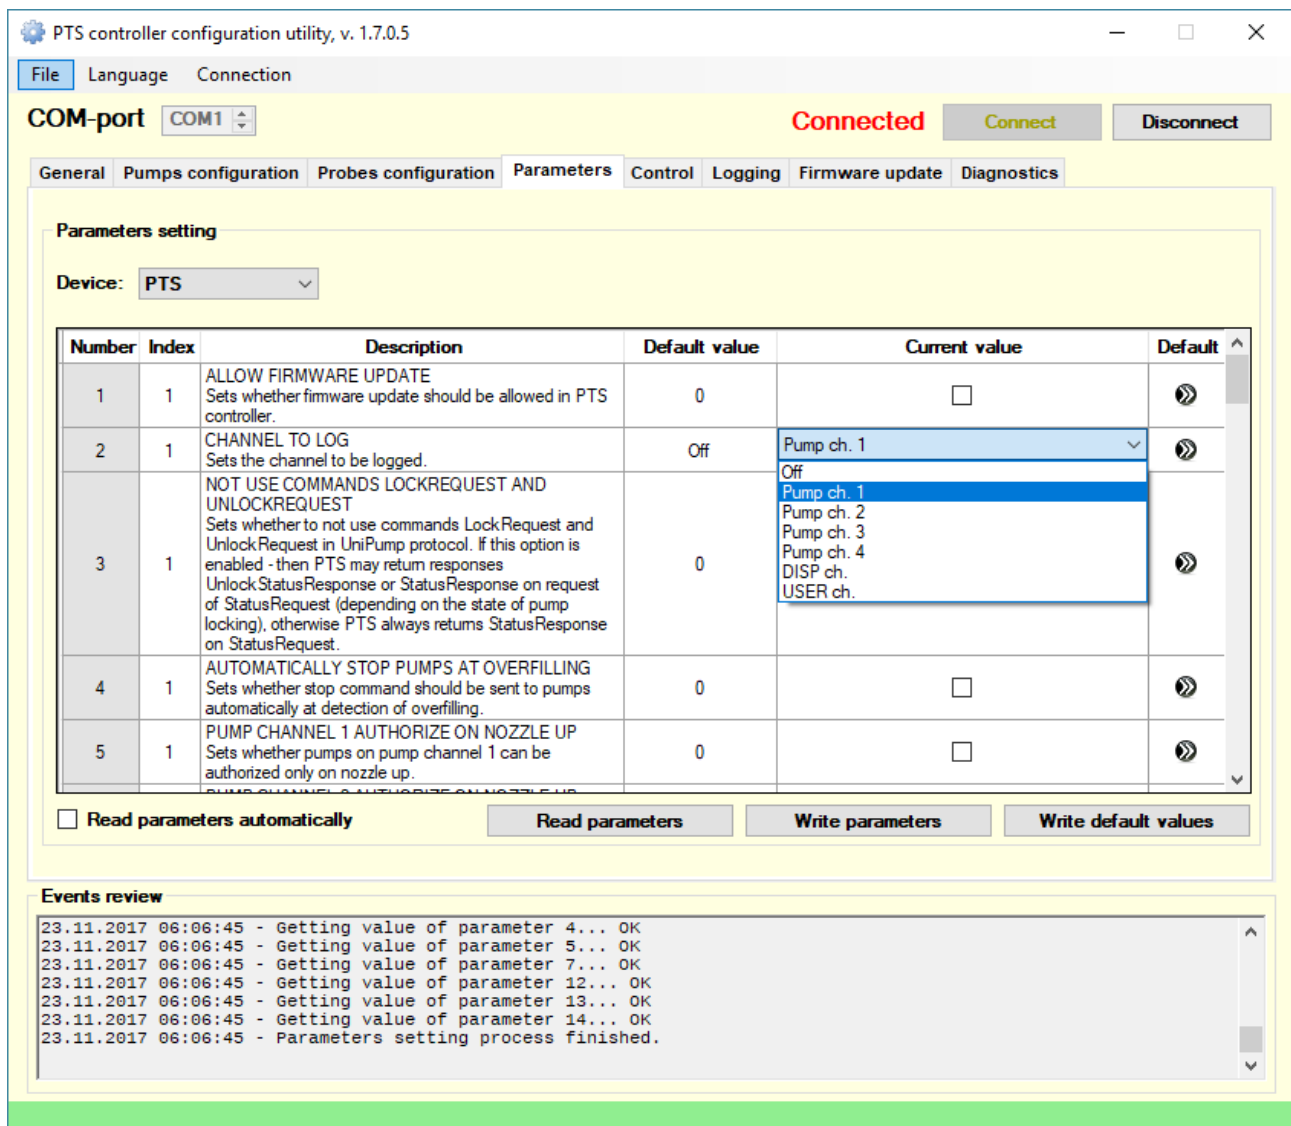 PTS controller configuration utility, v. 1.7.0.5
File Language Connection
COM-port COM1 Connected Connect Disconnect
General Pumps configuration Probes configuration Parameters Control Logging Firmware update Diagnostics
Parameters setting
Device: PTS
Number Index Description Default value Current value Default
1 1 ALLOW FIRMWARE UPDATE
Sets whether firmware update should be allowed in PTS
controller.
0
2 1 CHANNEL TO LOG
Sets the channel to be logged.
Off
Pump ch. 1
Off
Pump ch. 1
Pump ch. 2
Pump ch. 3
Pump ch. 4
DISP ch.
USER ch.
3 1 NOT USE COMMANDS LOCKREQUEST AND
UNLOCKREQUEST
Sets whether to not use commands LockRequest and
UnlockRequest in UniPump protocol. If this option is
enabled - then PTS may return responses
UnlockStatusResponse or StatusResponse on request
of StatusRequest (depending on the state of pump
locking), otherwise PTS always returns StatusResponse
on StatusRequest.
0
4 1 AUTOMATICALLY STOP PUMPS AT OVERFILLING
Sets whether stop command should be sent to pumps
automatically at detection of overfilling.
0
5 1 PUMP CHANNEL 1 AUTHORIZE ON NOZZLE UP
Sets whether pumps on pump channel 1 can be
authorized only on nozzle up.
0
PUMP CHANNEL 2 AUTHORIZE ON NOZZLE UP
Read parameters automatically Read parameters Write parameters Write default values
Events review
23.11.2017 06:06:45 - Getting value of parameter 4... OK
23.11.2017 06:06:45 - Getting value of parameter 5... OK
23.11.2017 06:06:45 - Getting value of parameter 7... OK
23.11.2017 06:06:45 - Getting value of parameter 12... OK
23.11.2017 06:06:45 - Getting value of parameter 13... OK
23.11.2017 06:06:45 - Getting value of parameter 14... OK
23.11.2017 06:06:45 - Parameters setting process finished.